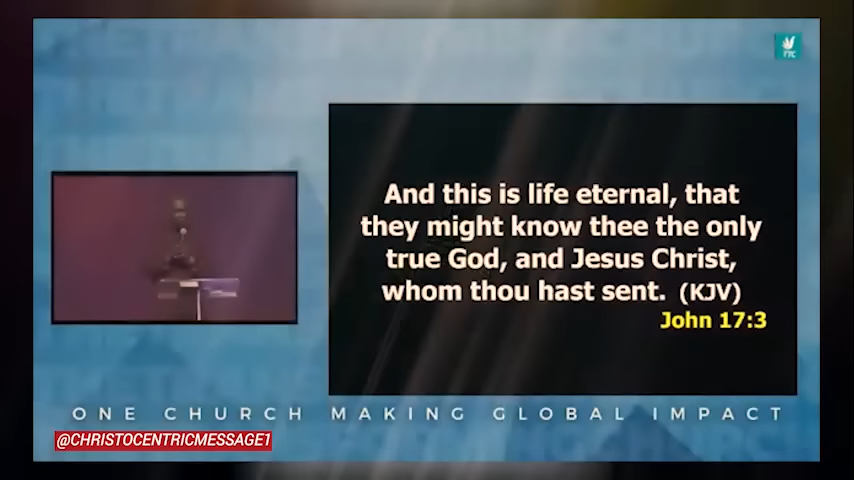 TTC
And this is life eternal, that
they might know thee the only
true God, and Jesus Christ,
whom thou hast sent. (KJV)
John 17:3
ONE CHURCH MAKING GLOBAL IMPACT
@CHRISTOCENTRICMESSAGE1